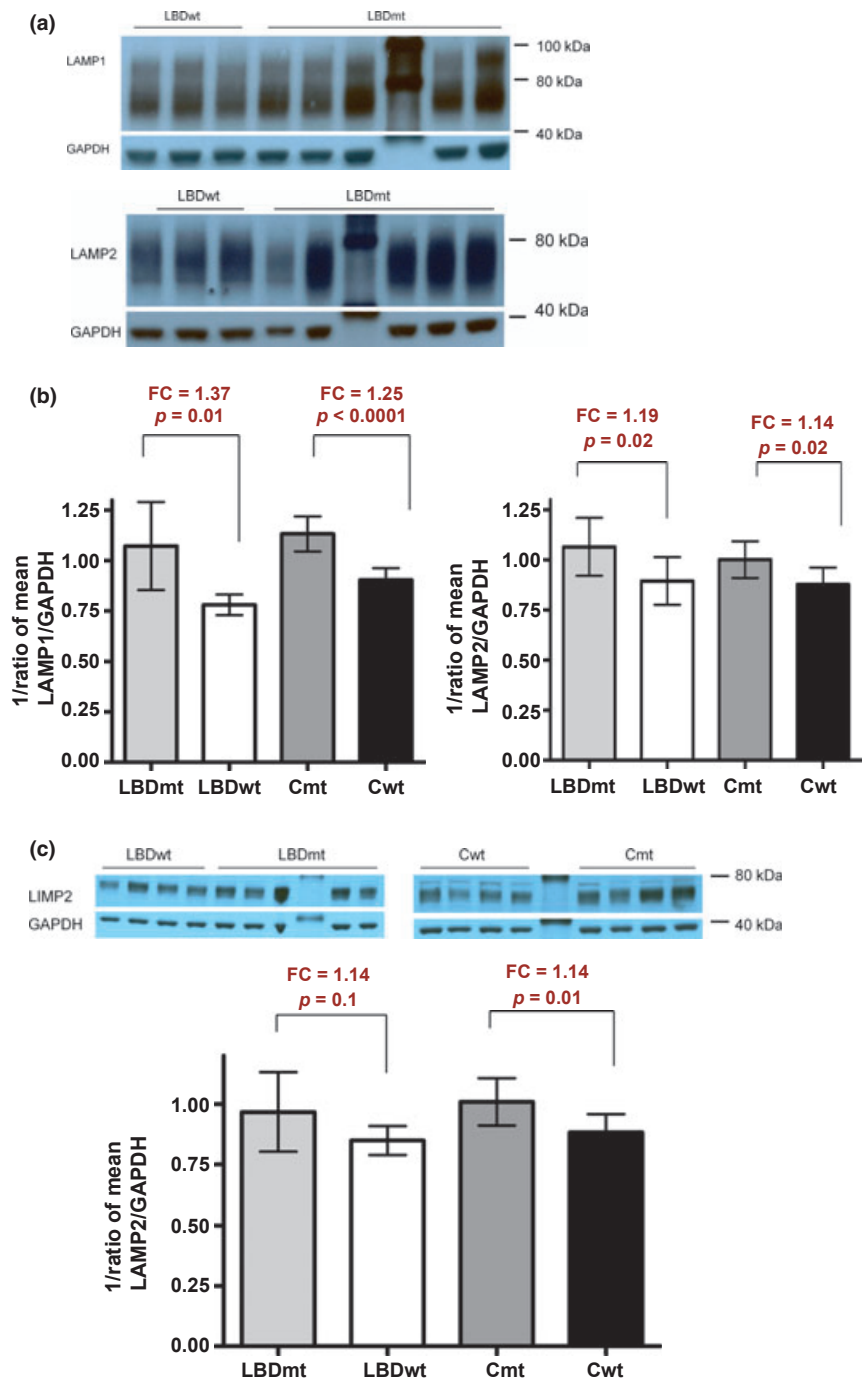 (a)
LBDwt LBDmt
LAMP1
100 kDa
80 kDa
40 kDa
GAPDH
LBDwt LBDmt
LAMP2
80 kDa
40 kDa
GAPDH
(b)
FC = 1.37
p = 0.01
FC = 1.25
p < 0.0001
1/ratio of mean
LAMP1/GAPDH
1.25
1.00
0.75
0.50
0.25
0.00
LBDmt LBDwt Cmt Cwt
FC = 1.19
p = 0.02
FC = 1.14
p = 0.02
1/ratio of mean
LAMP2/GAPDH
1.25
1.00
0.75
0.50
0.25
0.00
LBDmt LBDwt Cmt Cwt
(c)
LBDwt LBDmt Cwt Cmt
80 kDa
LIMP2
GAPDH
40 kDa
FC = 1.14
p = 0.1
FC = 1.14
p = 0.01
1/ratio of mean
LAMP2/GAPDH
1.00
0.75
0.50
0.25
0.00
LBDmt LBDwt Cmt Cwt